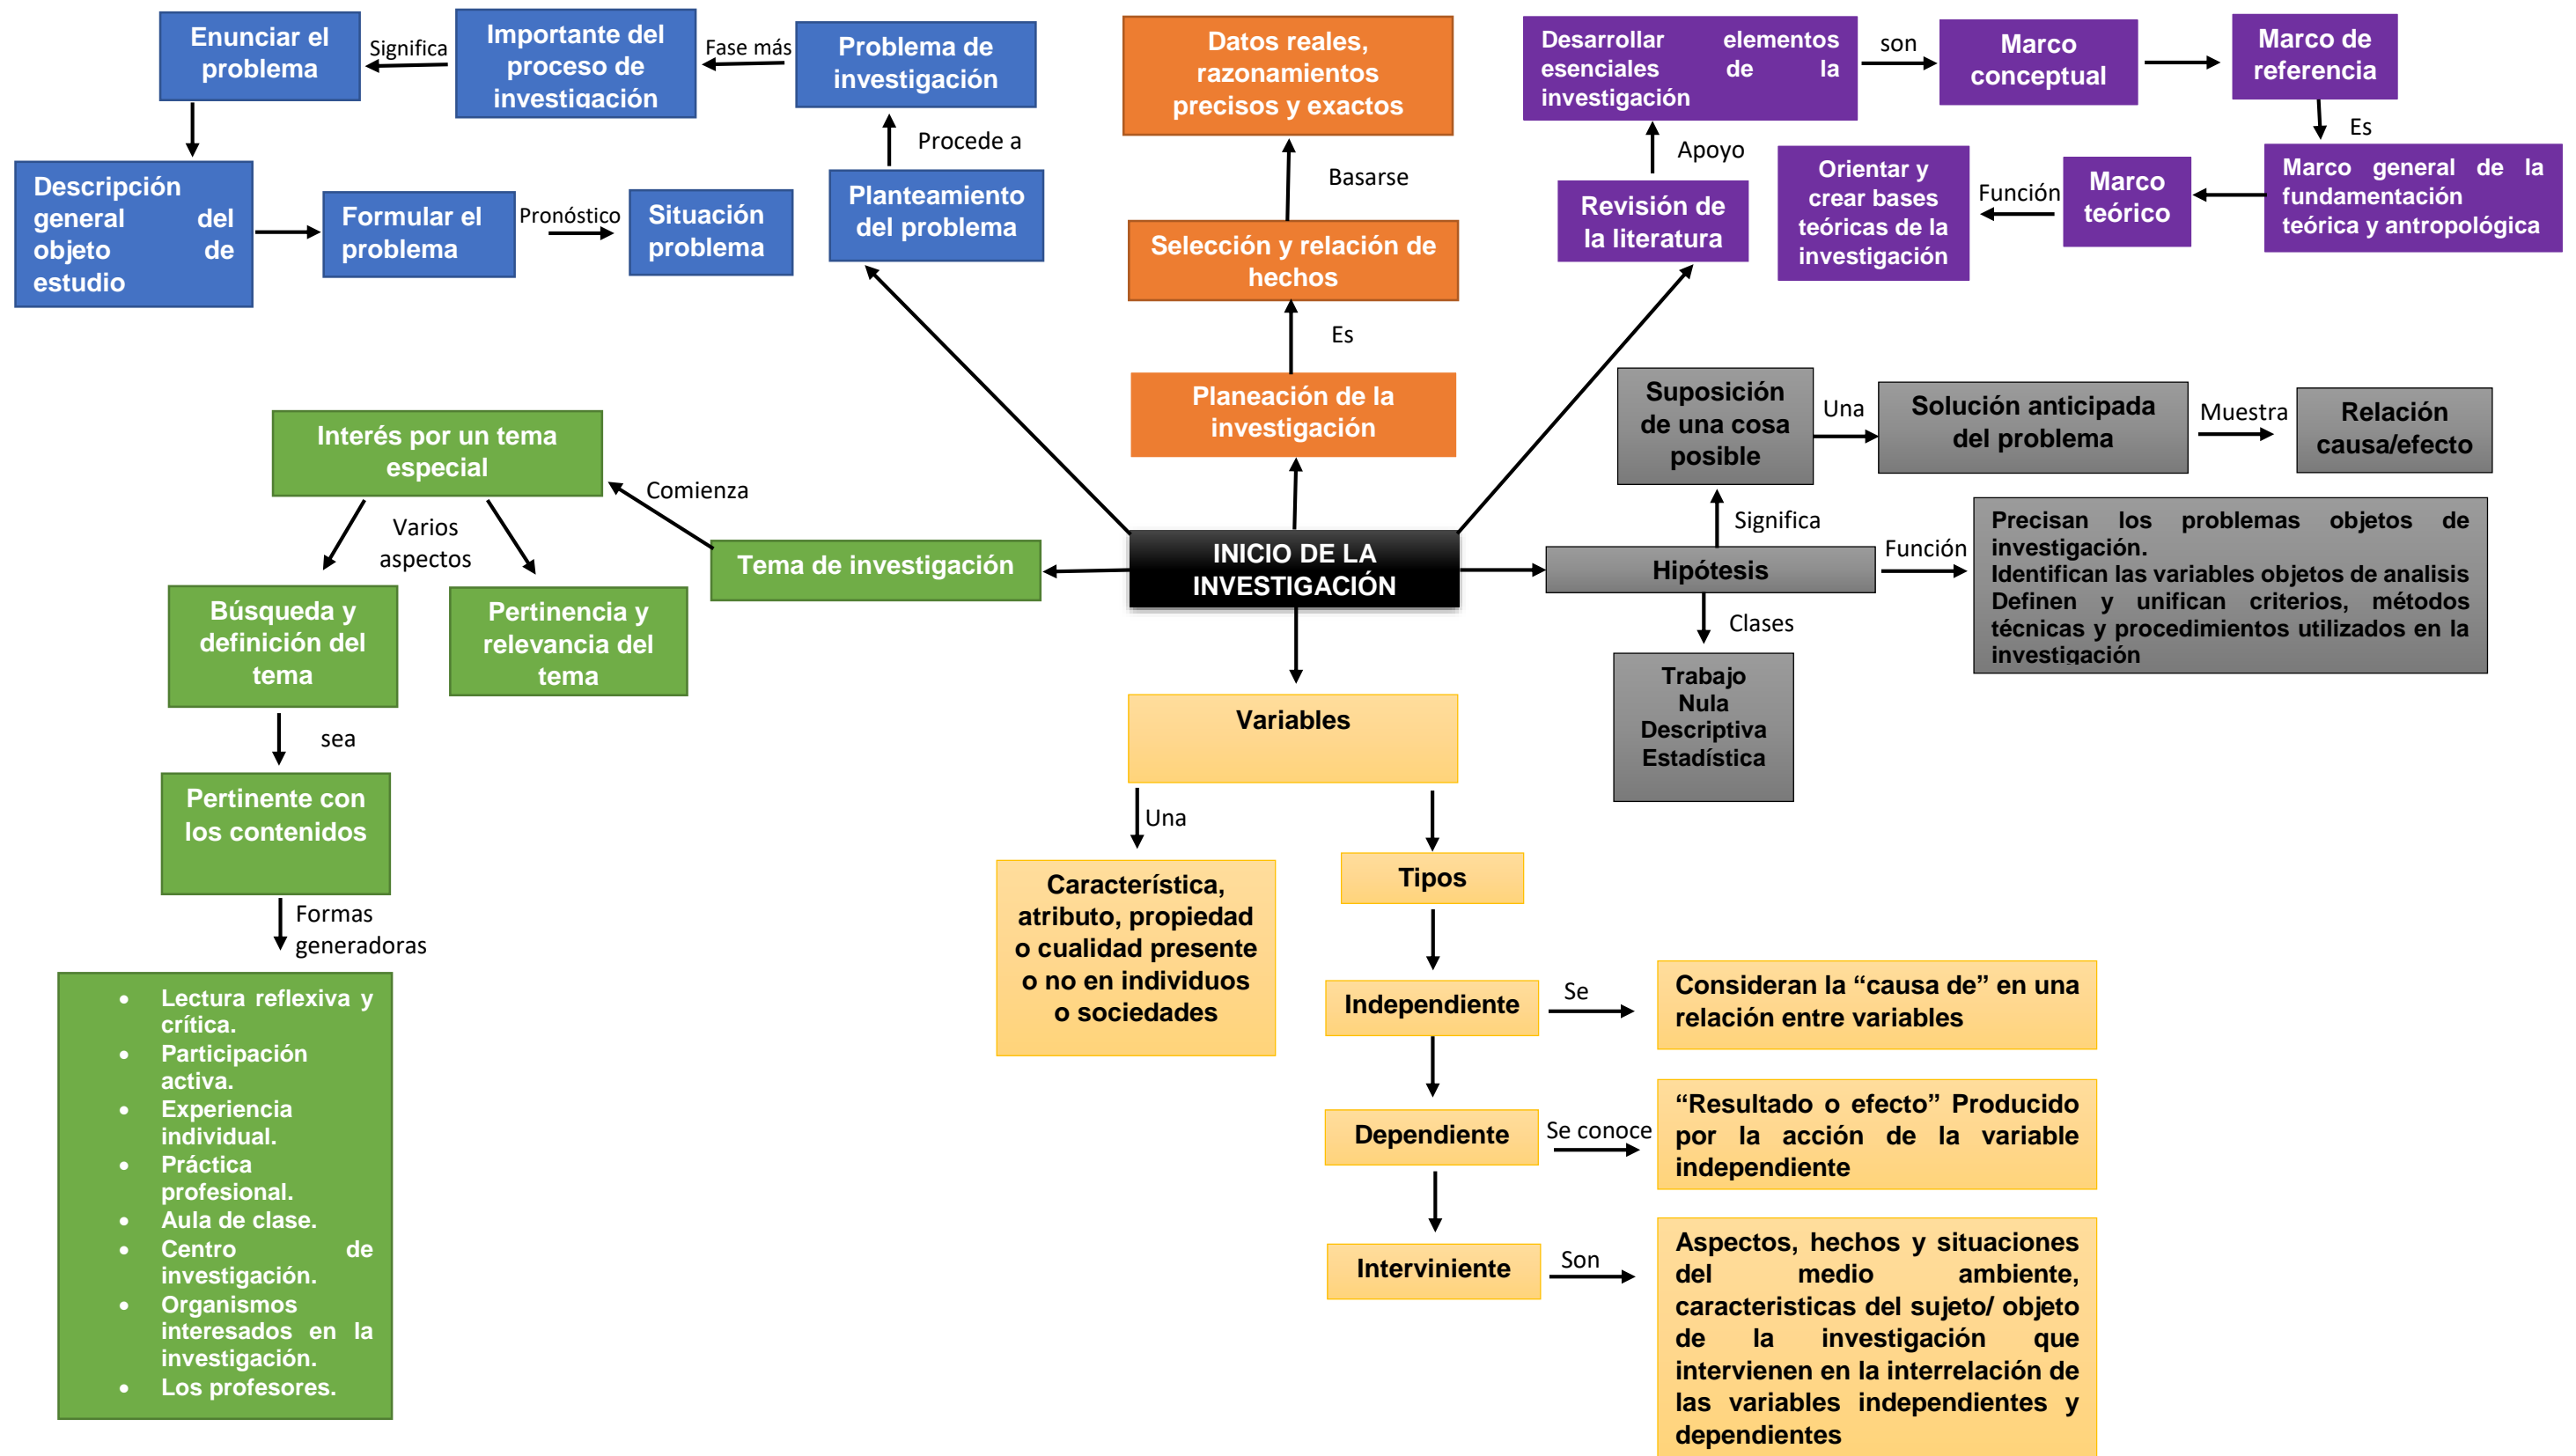 Enunciar el
problema
Significa
Importante del
proceso de
investigación
Fase más
Problema de
investigación
Procede a
Planteamiento
del problema
Descripción
general del
objeto de
estudio
Formular el
problema
Pronóstico
Situación
problema
Datos reales,
razonamientos
precisos y exactos
Basarse
Selección y relación de
hechos
Es
Planeación de la
investigación
Desarrollar elementos
esenciales de la
investigación
son
Marco
conceptual
Marco de
referencia
Es
Apoyo
Revisión de
la literatura
Orientar y
crear bases
teóricas de la
investigación
Función
Marco
teórico
Marco general de la
fundamentación
teórica y antropológica
Interés por un tema
especial
Comienza
Varios
aspectos
Tema de investigación
INICIO DE LA
INVESTIGACIÓN
Búsqueda y
definición del
tema
Pertinencia y
relevancia del
tema
sea
Pertinente con
los contenidos
Formas
generadoras
• Lectura reflexiva y
crítica.
• Participación
activa.
• Experiencia
individual.
• Práctica
profesional.
• Aula de clase.
• Centro de
investigación.
• Organismos
interesados en la
investigación.
• Los profesores.
Suposición
de una cosa
posible
Una
Solución anticipada
del problema
Muestra
Relación
causa/efecto
Significa
Hipótesis
Función
Precisan los problemas objetos de
investigación.
Identifican las variables objetos de analisis
Definen y unifican criterios, métodos
técnicas y procedimientos utilizados en la
investigación
Clases
Trabajo
Nula
Descriptiva
Estadística
Variables
Una
Característica,
atributo, propiedad
o cualidad presente
o no en individuos
o sociedades
Tipos
Independiente
Se
Consideran la “causa de” en una
relación entre variables
Dependiente
Se conoce
“Resultado o efecto” Producido
por la acción de la variable
independiente
Interviniente
Son
Aspectos, hechos y situaciones
del medio ambiente,
caracteristicas del sujeto/ objeto
de la investigación que
intervienen en la interrelación de
las variables independientes y
dependientes